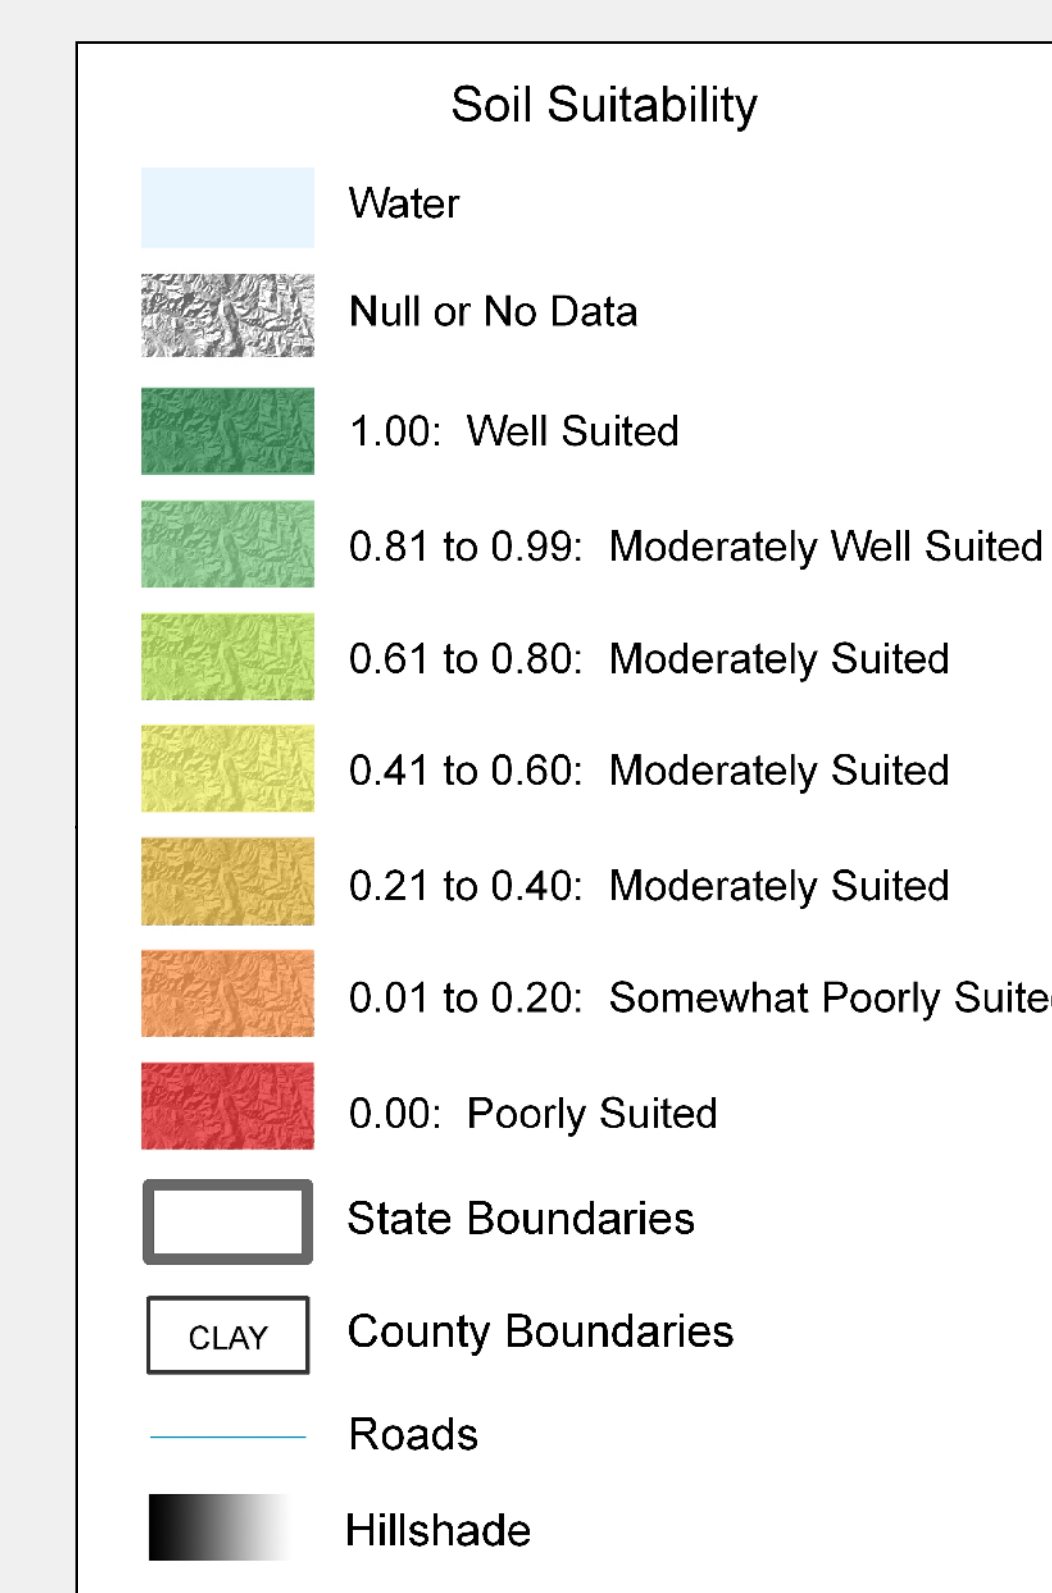 Soil Suitability
Water
Null or No Data
1.00:  Well Suited
0.81 to 0.99:  Moderately Well Suited
0.61 to 0.80:  Moderately Suited
0.41 to 0.60:  Moderately Suited
0.21 to 0.40:  Moderately Suited
0.01 to 0.20:  Somewhat Poorly Suite
0.00:  Poorly Suited
State Boundaries
CLAY County Boundaries
Roads
Hillshade